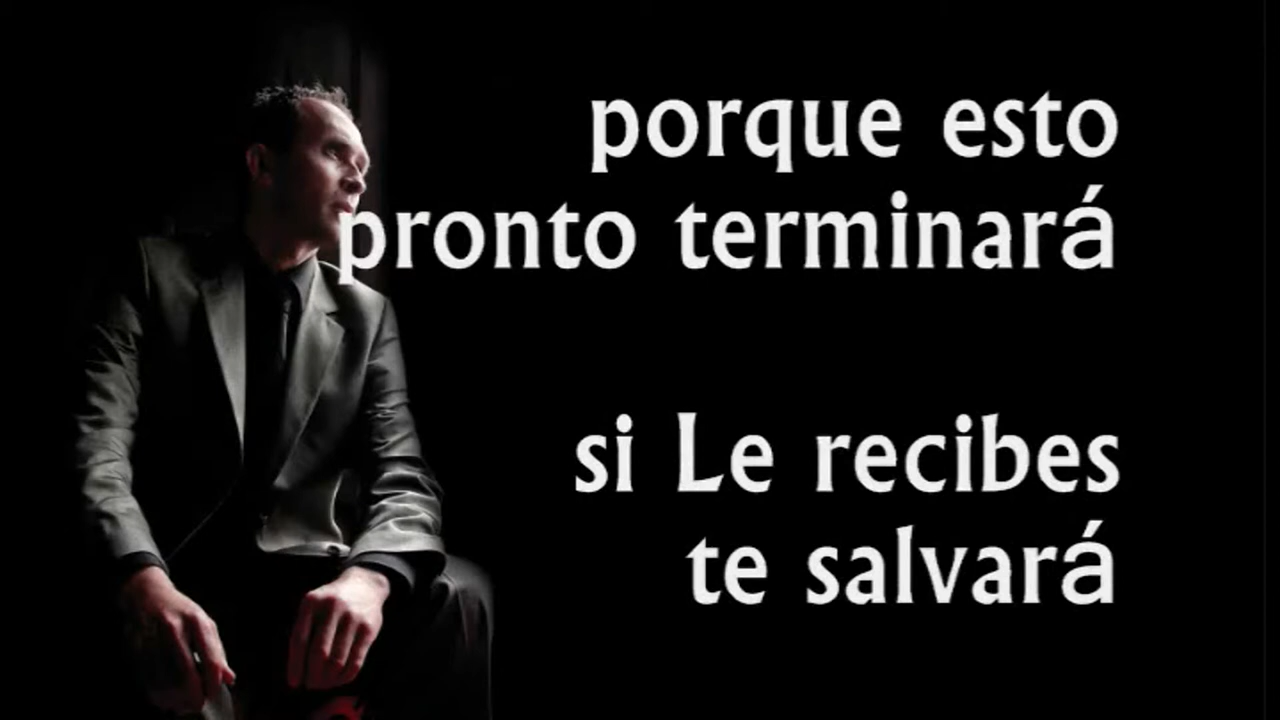 porque esto
pronto terminará
si Le recibes
te salvará